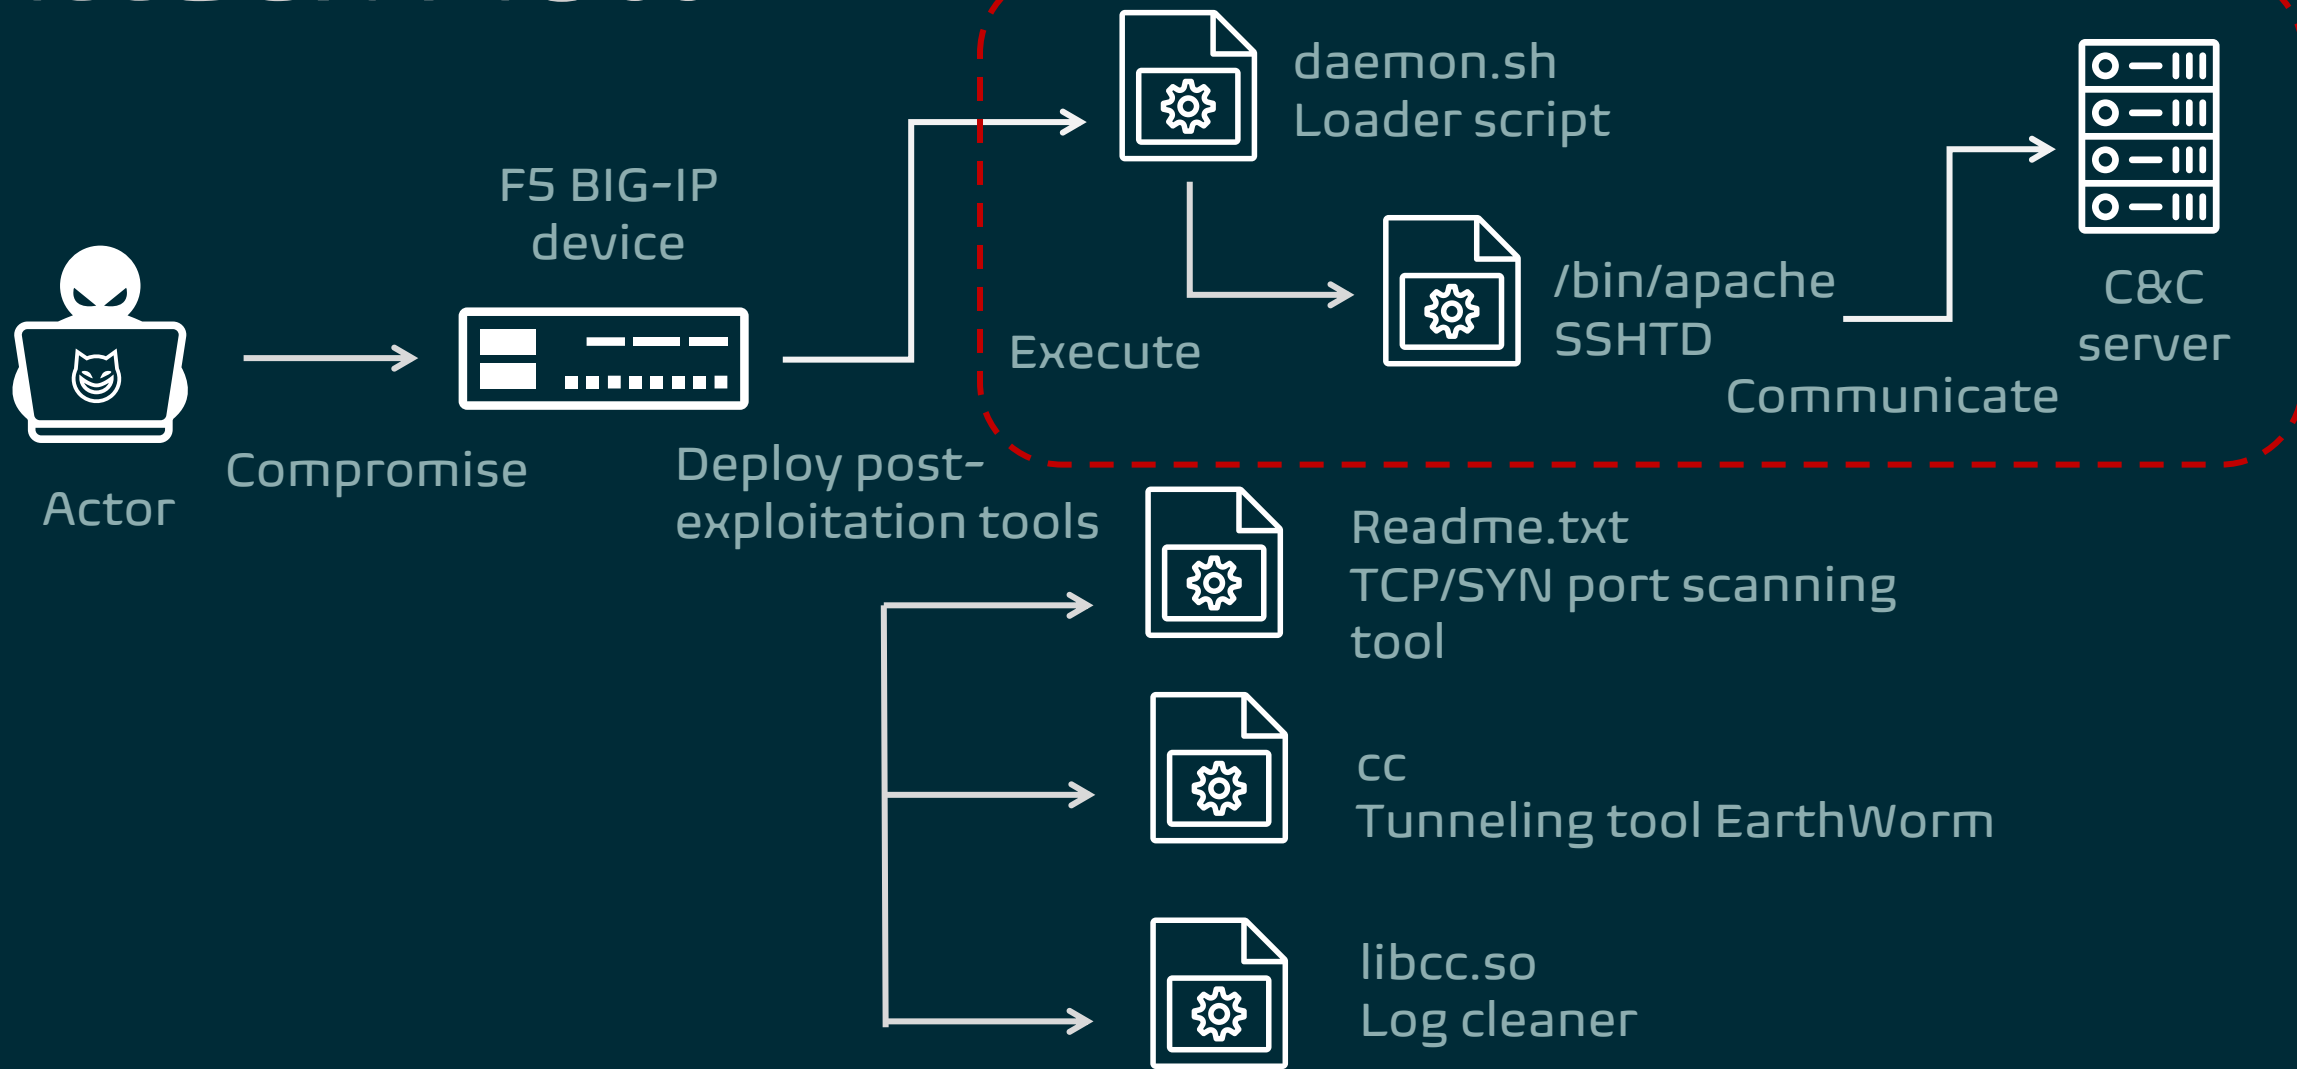 daemon.sh
Loader script
F5 BIG-IP
device
/bin/apache
SSHTD
C&C
server
Execute
Communicate
Compromise
Actor
Deploy post-
exploitation tools
Readme.txt
TCP/SYN port scanning
tool
cc
Tunneling tool EarthWorm
libcc.so
Log cleaner